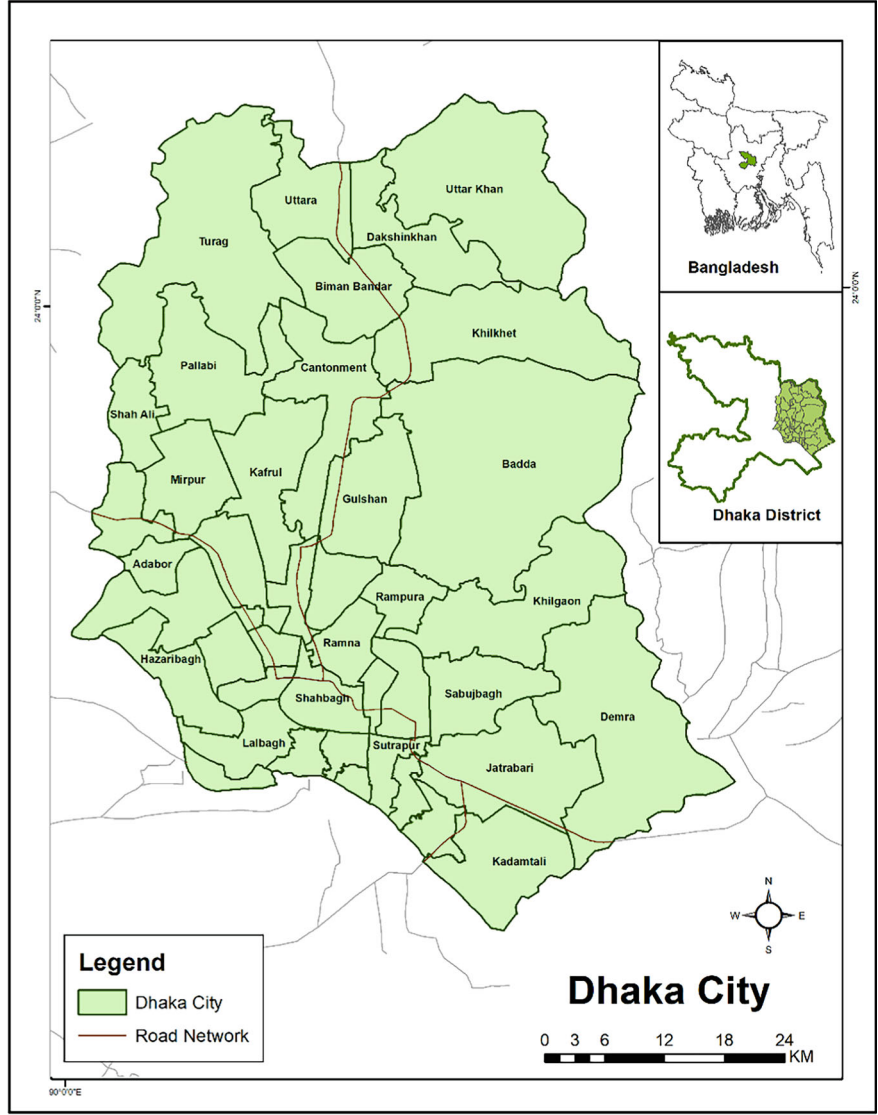 Uttara
Uttar Khan
Turag
Dakshinkhan
Biman Bandar
Khilkhet
Pallabi
Cantonment
Shah Ali
Mirpur
Kafrul
Badda
Gulshan
Adabor
Rampura
Khilgaon
Ramna
Hazaribagh
Shahbagh
Sabujbagh
Demra
Lalbagh
Sutrapur
Jatrabari
Kadamtali
Bangladesh
Dhaka District
24°0'0"N
24°0'0"N
90°0'0"E
N
W
E
S
Legend
Dhaka City
Road Network
Dhaka City
0 3 6 12 18 24
KM